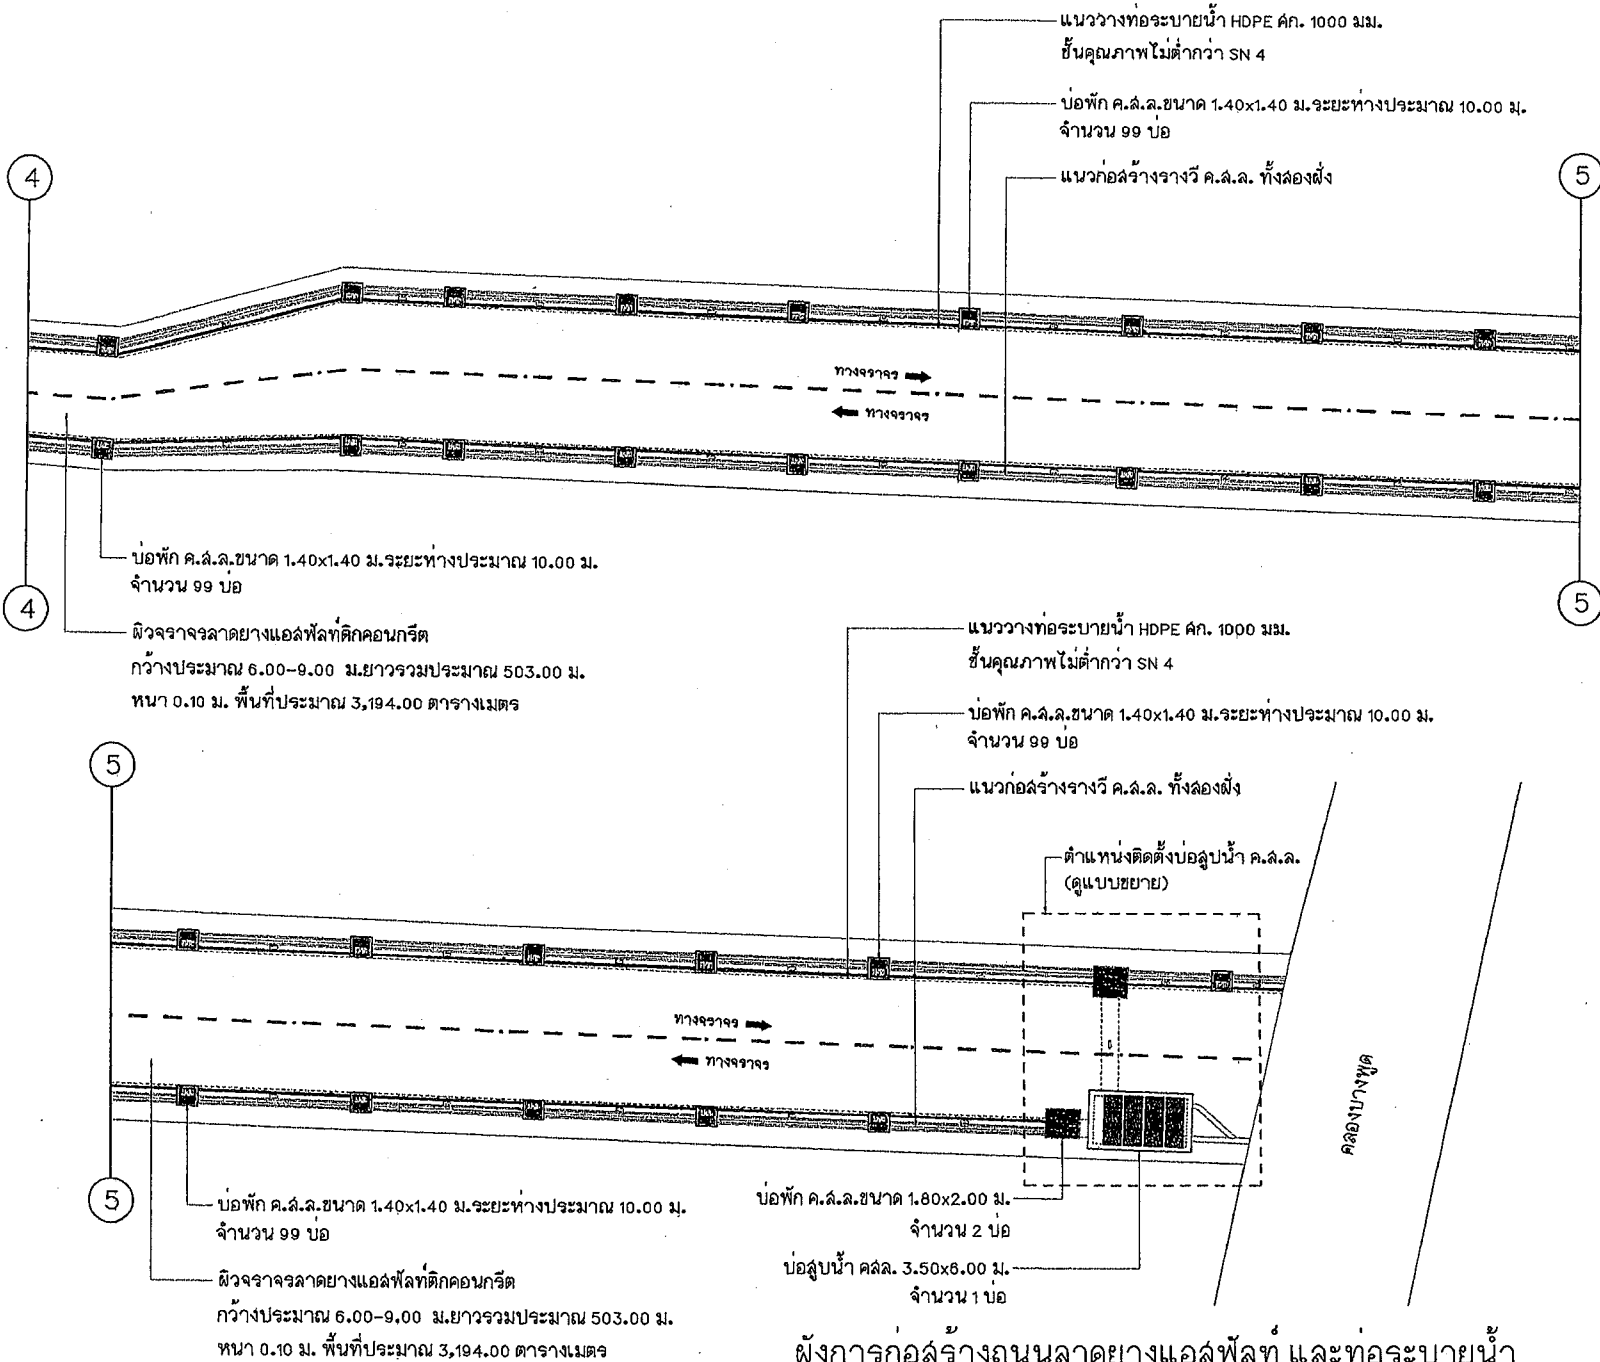 แนววางท่อระบายน้ำ HDPE ศก. 1000 มม.
ชั้นคุณภาพไม่ต่ำกว่า SN 4
บ่อพัก ค.ส.ล.ขนาด 1.40x1.40 ม.ระยะห่างประมาณ 10.00 ม.
จำนวน 99 บ่อ
แนวก่อสร้างรางวี ค.ส.ล. ทั้งสองฝั่ง
4
5
ทางจราจร
ทางจราจร
4
5
บ่อพัก ค.ส.ล.ขนาด 1.40x1.40 ม.ระยะห่างประมาณ 10.00 ม.
จำนวน 99 บ่อ
ผิวจราจรลาดยางแอสฟัลท์ติกคอนกรีต
กว้างประมาณ 6.00-9.00 ม.ยาวรวมประมาณ 503.00 ม.
หนา 0.10 ม. พื้นที่ประมาณ 3,194.00 ตารางเมตร
แนววางท่อระบายน้ำ HDPE ศก. 1000 มม.
ชั้นคุณภาพไม่ต่ำกว่า SN 4
บ่อพัก ค.ส.ล.ขนาด 1.40x1.40 ม.ระยะห่างประมาณ 10.00 ม.
จำนวน 99 บ่อ
แนวก่อสร้างรางวี ค.ส.ล. ทั้งสองฝั่ง
5
ตำแหน่งติดตั้งบ่อสูบน้ำ ค.ส.ล.
(ดูแบบขยาย)
ทางจราจร
ทางจราจร
คลองบางพูด
5
บ่อพัก ค.ส.ล.ขนาด 1.40x1.40 ม.ระยะห่างประมาณ 10.00 ม.
จำนวน 99 บ่อ
ผิวจราจรลาดยางแอสฟัลท์ติกคอนกรีต
กว้างประมาณ 6.00-9.00 ม.ยาวรวมประมาณ 503.00 ม.
หนา 0.10 ม. พื้นที่ประมาณ 3,194.00 ตารางเมตร
บ่อพัก ค.ส.ล.ขนาด 1.80x2.00 ม.
จำนวน 2 บ่อ
บ่อสูบน้ำ คสล. 3.50x6.00 ม.
จำนวน 1 บ่อ
ผังการก่อสร้างถนนลาดยางแอสฟัลท์ และท่อระบายน้ำ